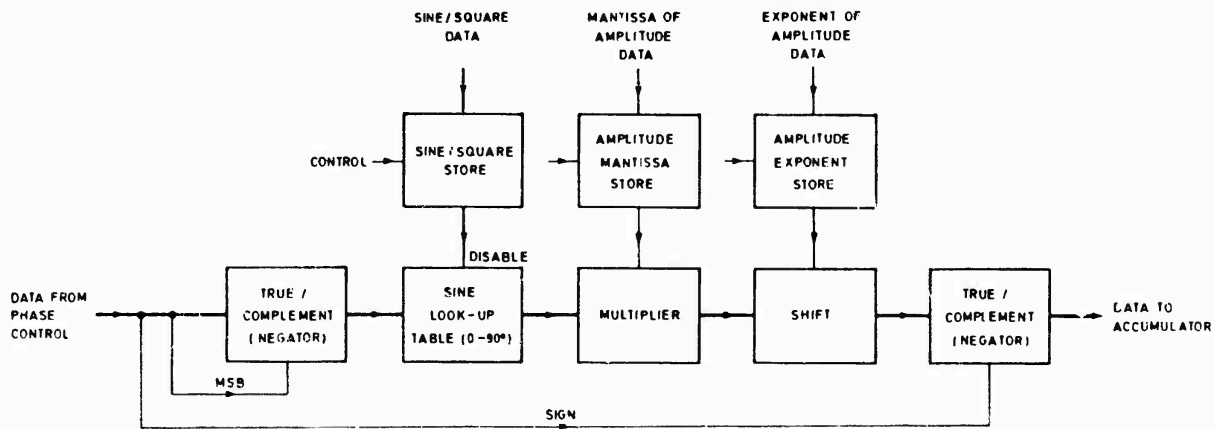 SINE/SQUARE
DATA
MANTISSA OF
AMPLITUDE
DATA
EXPONENT OF
AMPLITUDE
DATA
CONTROL
SINE/SQUARE
STORE
AMPLITUDE
MANTISSA
STORE
AMPLITUDE
EXPONENT
STORE
DISABLE
DATA FROM
PHASE
CONTROL
TRUE /
COMPLEMENT
(NEGATOR)
SINE
LOOK-UP
TABLE (0-90°)
MULTIPLIER
SHIFT
TRUE /
COMPLEMENT
(NEGATOR)
DATA TO
ACCUMULATOR
MSB
SIGN